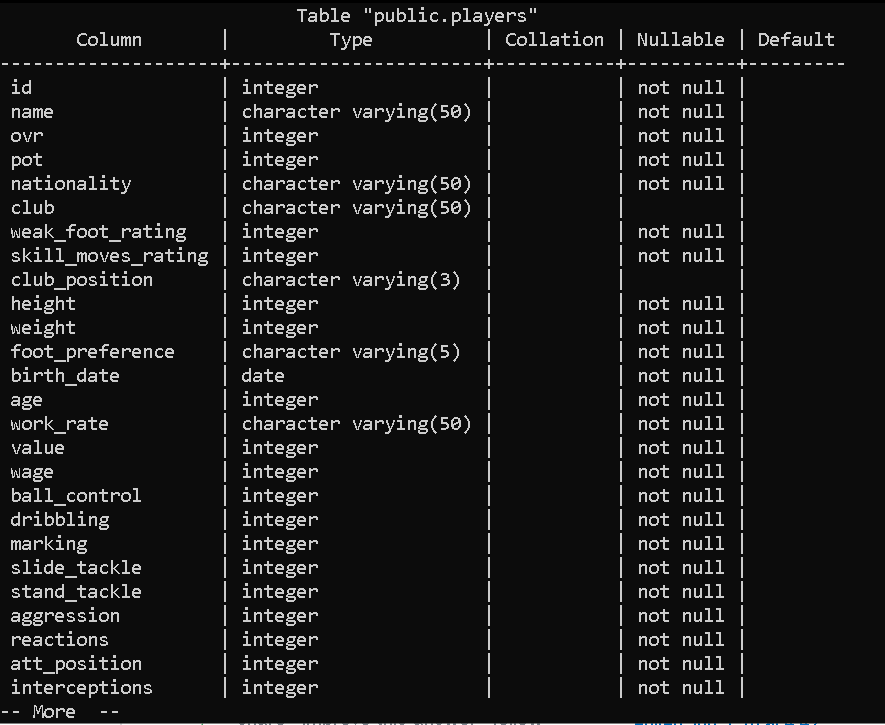 Table "public.players"
Column | Type | Collation | Nullable | Default
--------------------+-----------------------+-----------+----------+---------
id | integer | | not null |
name | character varying(50) | | not null |
ovr | integer | | not null |
pot | integer | | not null |
nationality | character varying(50) | | not null |
club | character varying(50) | | |
weak_foot_rating | integer | | not null |
skill_moves_rating | integer | | not null |
club_position | character varying(3) | | |
height | integer | | not null |
weight | integer | | not null |
foot_preference | character varying(5) | | not null |
birth_date | date | | not null |
age | integer | | not null |
work_rate | character varying(50) | | not null |
value | integer | | not null |
wage | integer | | not null |
ball_control | integer | | not null |
dribbling | integer | | not null |
marking | integer | | not null |
slide_tackle | integer | | not null |
stand_tackle | integer | | not null |
aggression | integer | | not null |
reactions | integer | | not null |
att_position | integer | | not null |
interceptions | integer | | not null |
-- More --